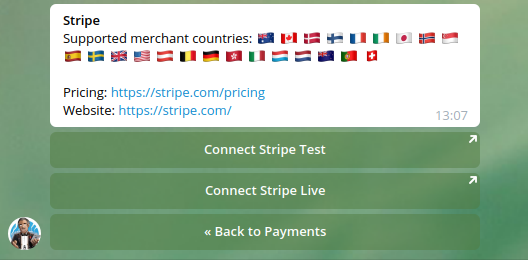 Stripe
Supported merchant countries: 🇦🇺 🇨🇦 🇩🇰 🇫🇮 🇫🇷 🇮🇪 🇯🇵 🇳🇴 🇸🇬
🇪🇸 🇸🇪 🇬🇧 🇺🇸 🇦🇹 🇧🇪 🇩🇪 🇭🇰 🇮🇹 🇱🇺 🇳🇱 🇳🇿 🇵🇹 🇨🇭
Pricing: https://stripe.com/pricing
Website: https://stripe.com/
13:07
Connect Stripe Test
Connect Stripe Live
« Back to Payments